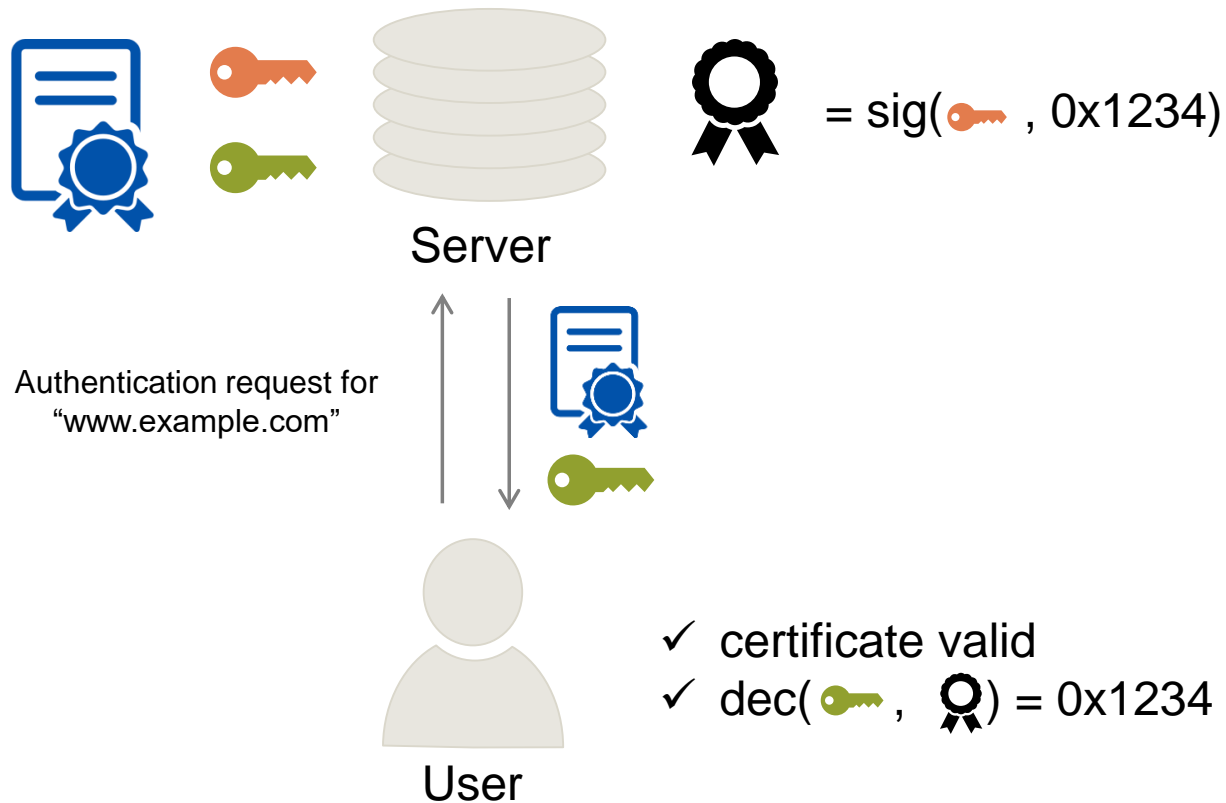 = sig( , 0x1234)
Server
Authentication request for
“www.example.com”
✓ certificate valid
✓ dec( , ) = 0x1234
User